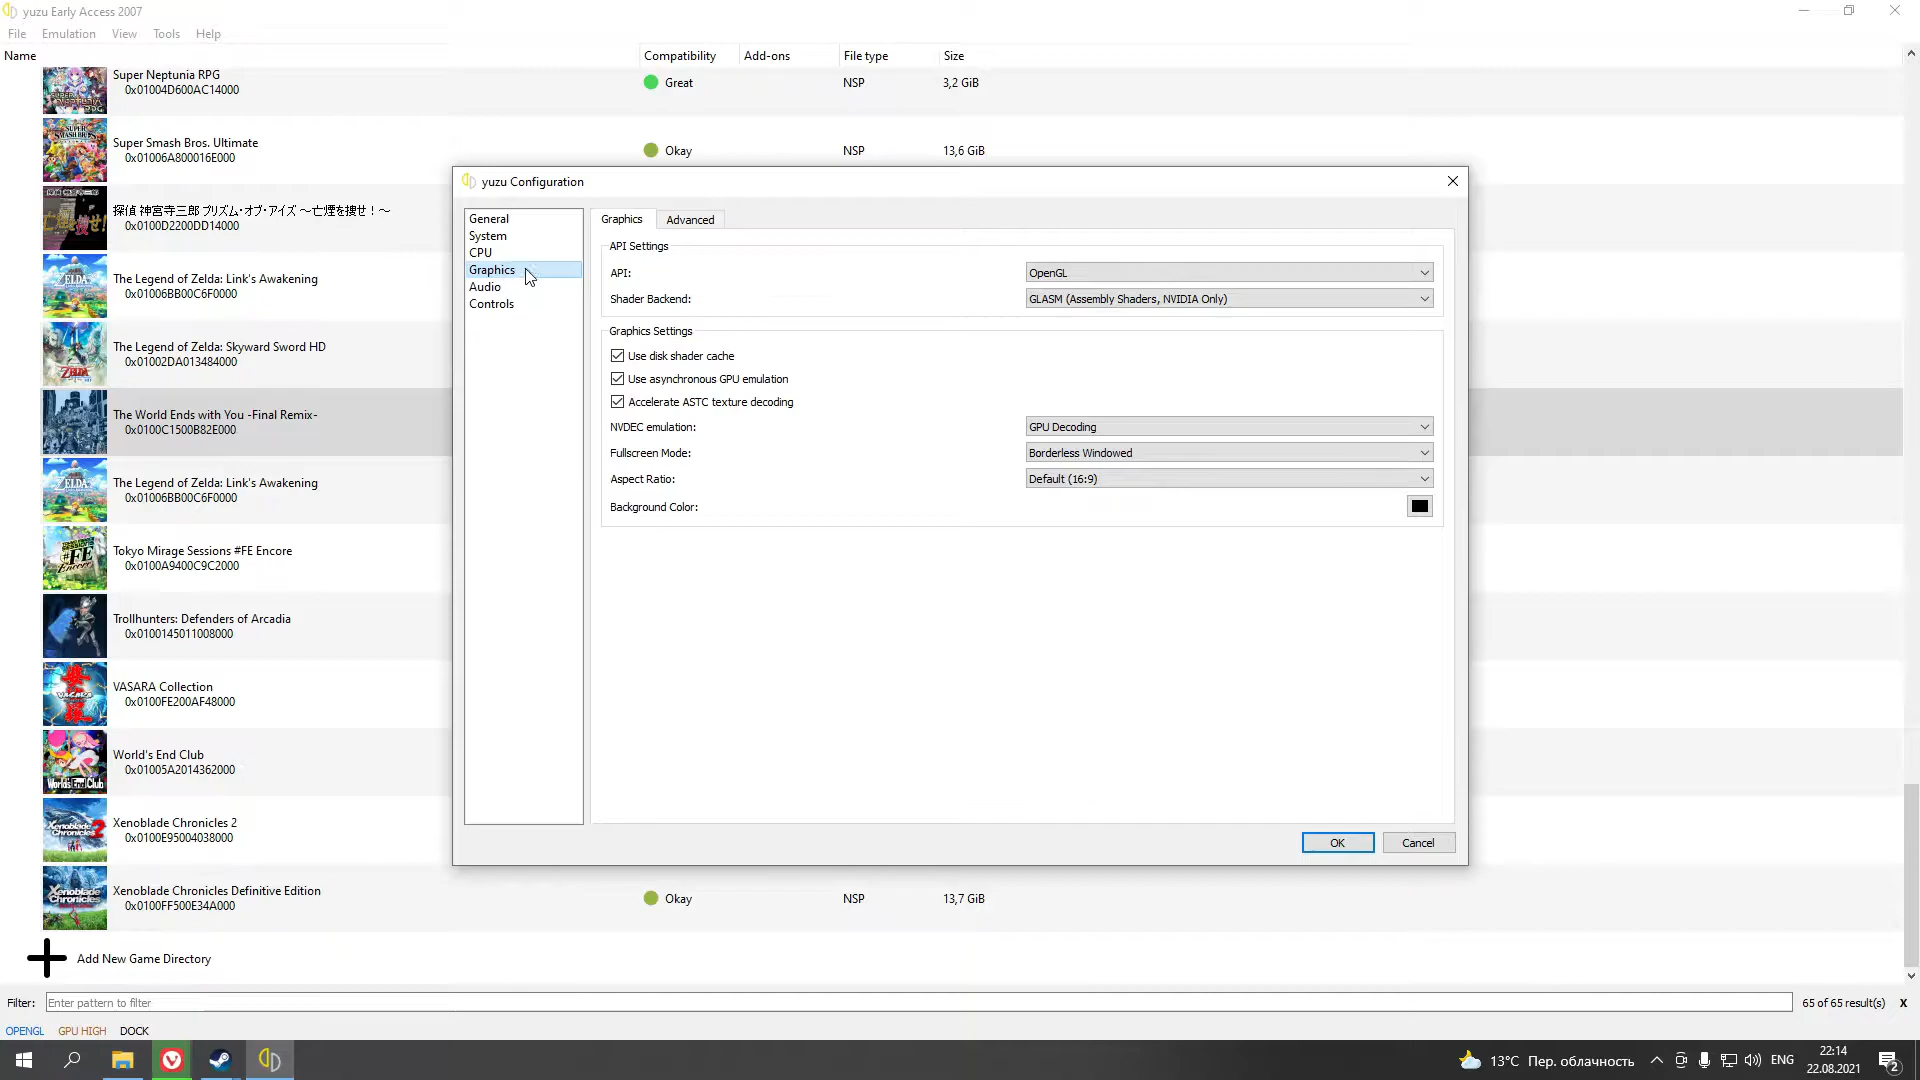 yuzu Early Access 2007
File Emulation View Tools Help
Name Compatibility Add-ons File type Size
Super Neptunia RPG
0x01004D600AC14000
Great NSP 3,2 GiB
Super Smash Bros. Ultimate
0x01006A800016E000
Okay NSP 13,6 GiB
探偵 神宮寺三郎 プリズム・オブ・アイズ ～亡煙を捜せ！～
0x0100D2200DD14000
The Legend of Zelda: Link's Awakening
0x01006BB00C6F0000
The Legend of Zelda: Skyward Sword HD
0x01002DA013484000
The World Ends with You -Final Remix-
0x0100C1500B82E000
The Legend of Zelda: Link's Awakening
0x01006BB00C6F0000
Tokyo Mirage Sessions #FE Encore
0x0100A9400C9C2000
Trollhunters: Defenders of Arcadia
0x0100145011008000
VASARA Collection
0x0100FE200AF48000
World's End Club
0x01005A2014362000
Xenoblade Chronicles 2
0x0100E95004038000
Xenoblade Chronicles Definitive Edition
0x0100FF500E34A000
Okay NSP 13,7 GiB
Add New Game Directory
yuzu Configuration
General
System
CPU
Graphics
Audio
Controls
Graphics Advanced
API Settings
API: OpenGL
Shader Backend: GLASM (Assembly Shaders, NVIDIA Only)
Graphics Settings
Use disk shader cache
Use asynchronous GPU emulation
Accelerate ASTC texture decoding
NVDEC emulation: GPU Decoding
Fullscreen Mode: Borderless Windowed
Aspect Ratio: Default (16:9)
Background Color:
OK Cancel
Filter: Enter pattern to filter 65 of 65 result(s) X
OPENGL GPU HIGH DOCK
13°C Пер. облачность ENG 22:14
22.08.2021
2